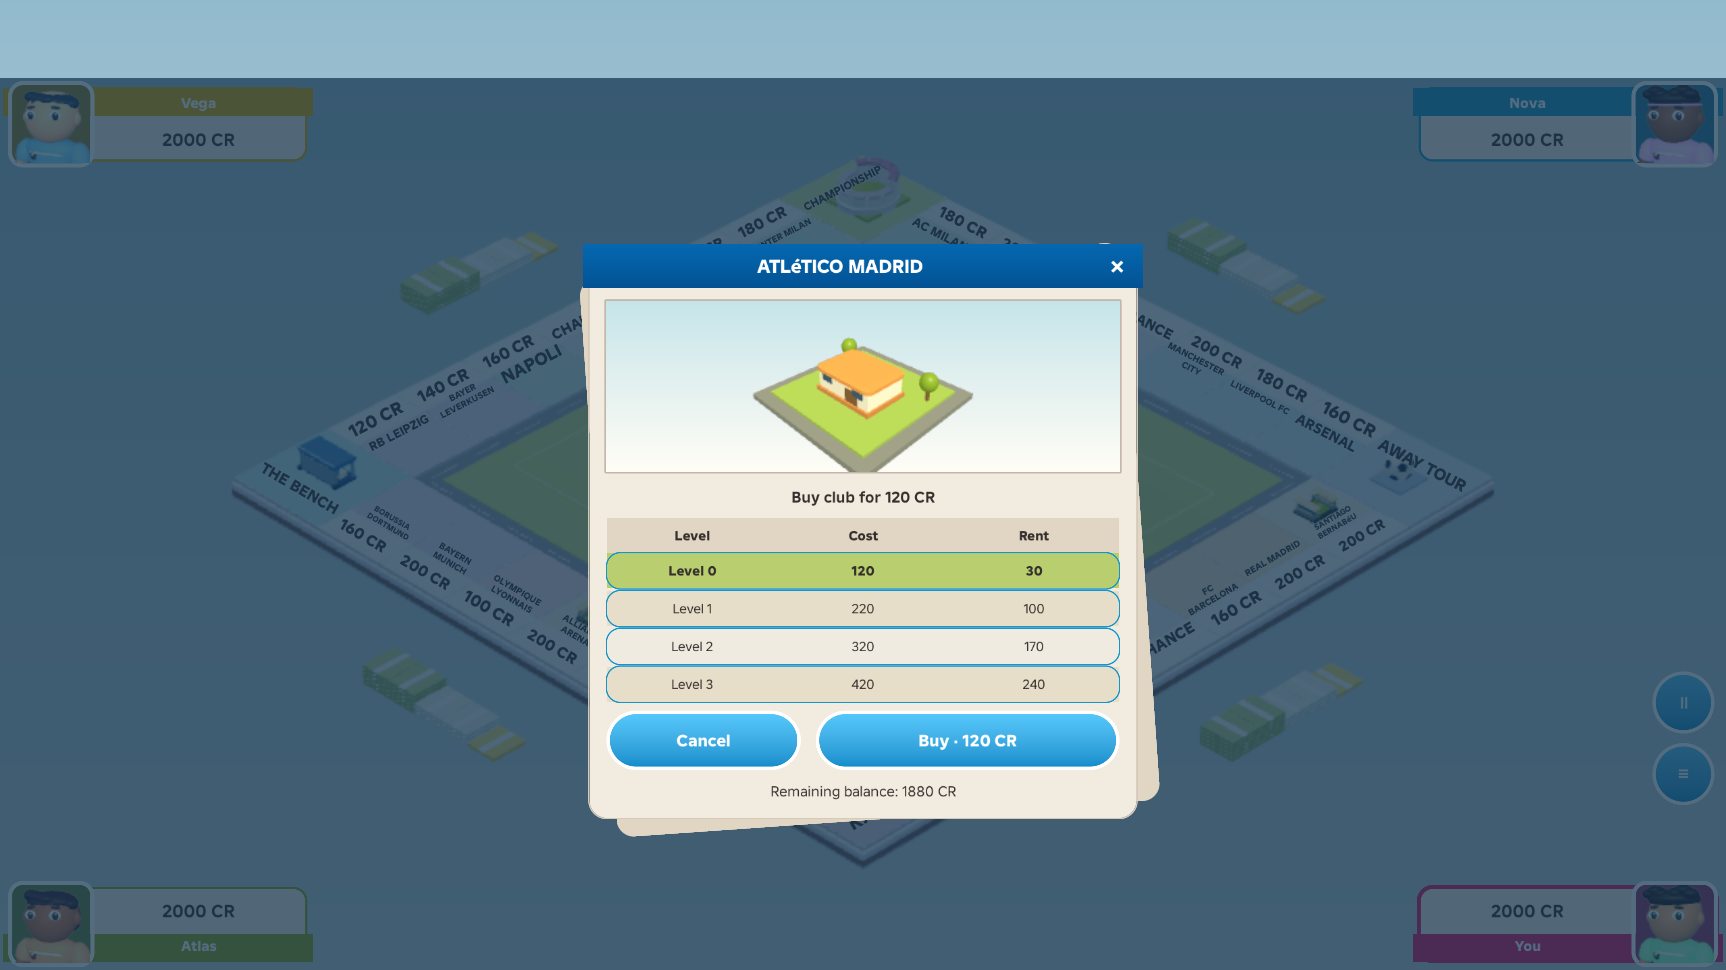 Vega
2000 CR
Nova
2000 CR
CHAMPIONSHIP
180 CR
INTER MILAN
180 CR
AC MILAN
160 CR
NAPOLI
140 CR
BAYER
LEVERKUSEN
120 CR
RB LEIPZIG
THE BENCH
BORUSSIA
DORTMUND
160 CR
BAYERN
MUNICH
200 CR
OLYMPIQUE
LYONNAIS
100 CR
200 CR
200 CR
MANCHESTER
CITY
180 CR
LIVERPOOL FC
160 CR
ARSENAL
AWAY TOUR
SANTIAGO
BERNABéU
200 CR
REAL MADRID
200 CR
FC
BARCELONA
160 CR
ATLéTICO MADRID
×
Buy club for 120 CR
Level Cost Rent
Level 0 120 30
Level 1 220 100
Level 2 320 170
Level 3 420 240
Cancel
Buy · 120 CR
Remaining balance: 1880 CR
2000 CR
Atlas
2000 CR
You